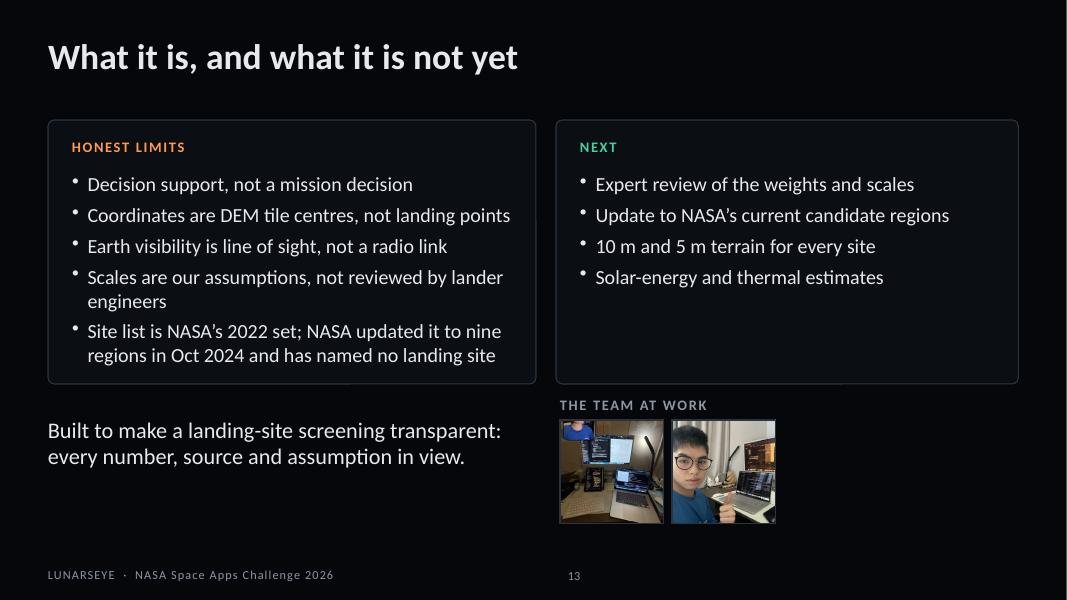 What it is, and what it is not yet
HONEST LIMITS
• Decision support, not a mission decision
• Coordinates are DEM tile centres, not landing points
• Earth visibility is line of sight, not a radio link
• Scales are our assumptions, not reviewed by lander
engineers
• Site list is NASA’s 2022 set; NASA updated it to nine
regions in Oct 2024 and has named no landing site
NEXT
• Expert review of the weights and scales
• Update to NASA’s current candidate regions
• 10 m and 5 m terrain for every site
• Solar-energy and thermal estimates
Built to make a landing-site screening transparent:
every number, source and assumption in view.
THE TEAM AT WORK
LUNARSEYE · NASA Space Apps Challenge 2026
13